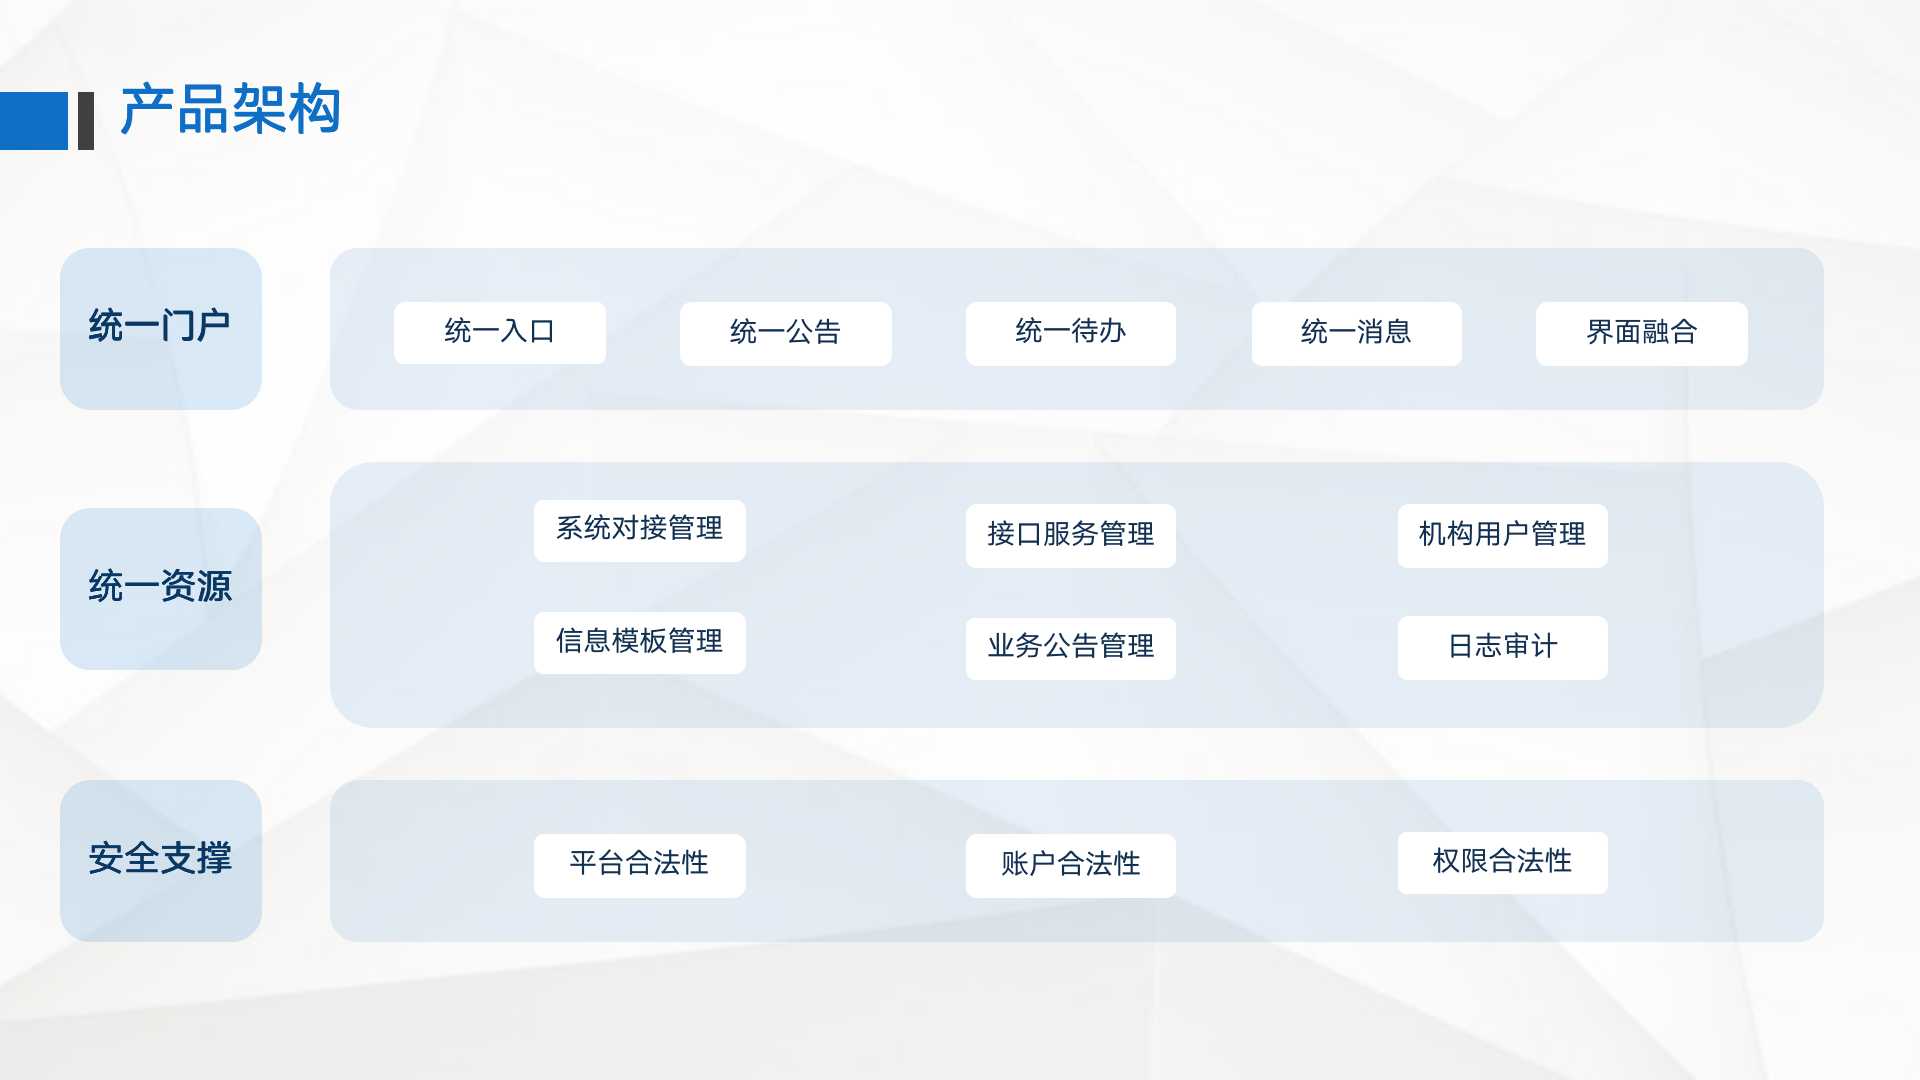 产品架构
统一门户
统一入口
统一公告
统一待办
统一消息
界面融合
统一资源
系统对接管理
接口服务管理
机构用户管理
信息模板管理
业务公告管理
日志审计
安全支撑
平台合法性
账户合法性
权限合法性